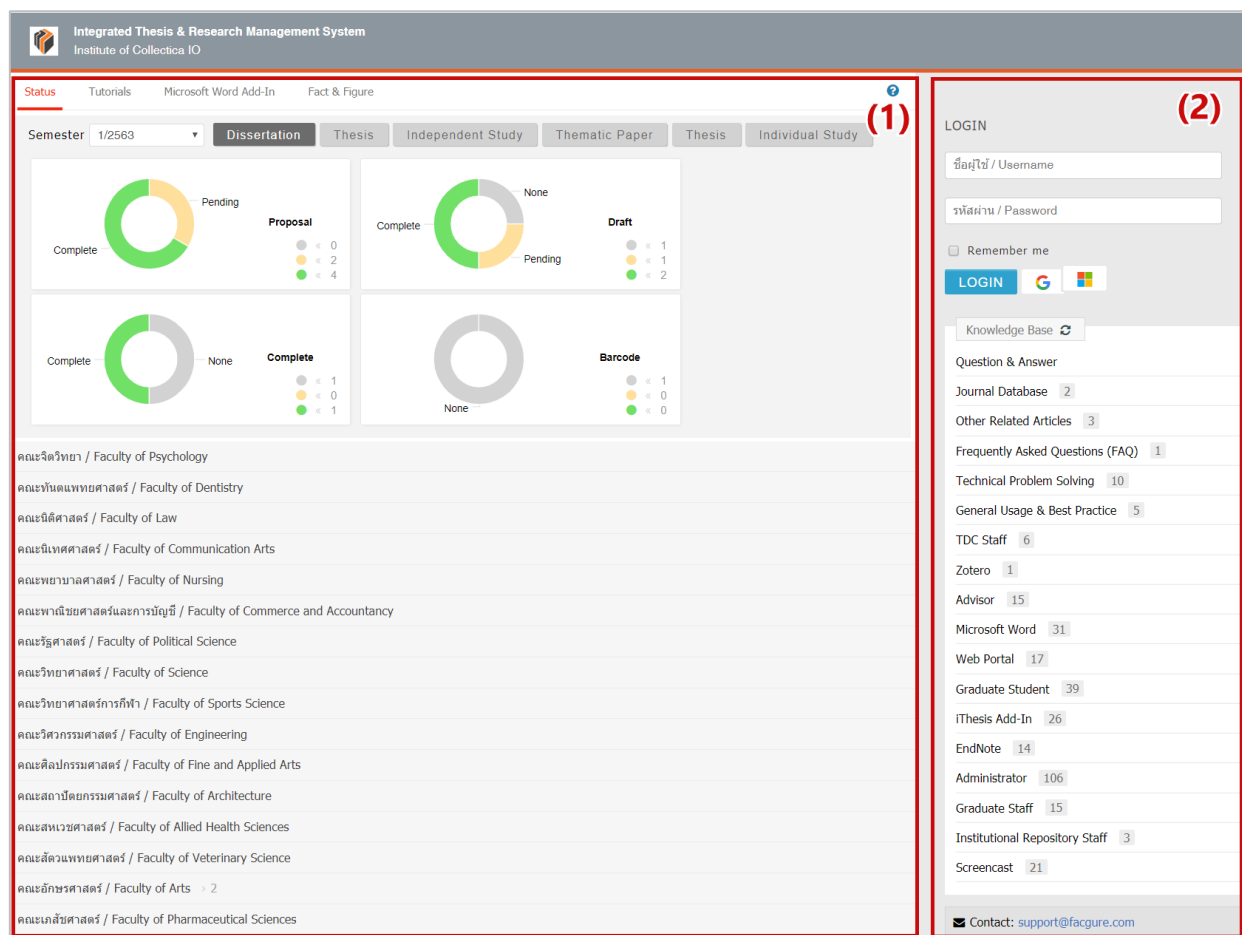 Integrated Thesis & Research Management System
Institute of Collectica IO
Status Tutorials Microsoft Word Add-In Fact & Figure
(1)
Semester 1/2563 Dissertation Thesis Independent Study Thematic Paper Thesis Individual Study
Pending
Complete
Proposal
« 0
« 2
« 4
None
Complete
Pending
Draft
« 1
« 1
« 2
Complete
None
Complete
« 1
« 0
« 1
None
Barcode
« 1
« 0
« 0
คณะจิตวิทยา / Faculty of Psychology
คณะทันตแพทยศาสตร์ / Faculty of Dentistry
คณะนิติศาสตร์ / Faculty of Law
คณะนิเทศศาสตร์ / Faculty of Communication Arts
คณะพยาบาลศาสตร์ / Faculty of Nursing
คณะพาณิชยศาสตร์และการบัญชี / Faculty of Commerce and Accountancy
คณะรัฐศาสตร์ / Faculty of Political Science
คณะวิทยาศาสตร์ / Faculty of Science
คณะวิทยาศาสตร์การกีฬา / Faculty of Sports Science
คณะวิศวกรรมศาสตร์ / Faculty of Engineering
คณะศิลปกรรมศาสตร์ / Faculty of Fine and Applied Arts
คณะสถาปัตยกรรมศาสตร์ / Faculty of Architecture
คณะสหเวชศาสตร์ / Faculty of Allied Health Sciences
คณะสัตวแพทยศาสตร์ / Faculty of Veterinary Science
คณะอักษรศาสตร์ / Faculty of Arts › 2
คณะเภสัชศาสตร์ / Faculty of Pharmaceutical Sciences
(2)
LOGIN
ชื่อผู้ใช้ / Username
รหัสผ่าน / Password
Remember me
LOGIN
Knowledge Base
Question & Answer
Journal Database 2
Other Related Articles 3
Frequently Asked Questions (FAQ) 1
Technical Problem Solving 10
General Usage & Best Practice 5
TDC Staff 6
Zotero 1
Advisor 15
Microsoft Word 31
Web Portal 17
Graduate Student 39
iThesis Add-In 26
EndNote 14
Administrator 106
Graduate Staff 15
Institutional Repository Staff 3
Screencast 21
Contact: support@facgure.com